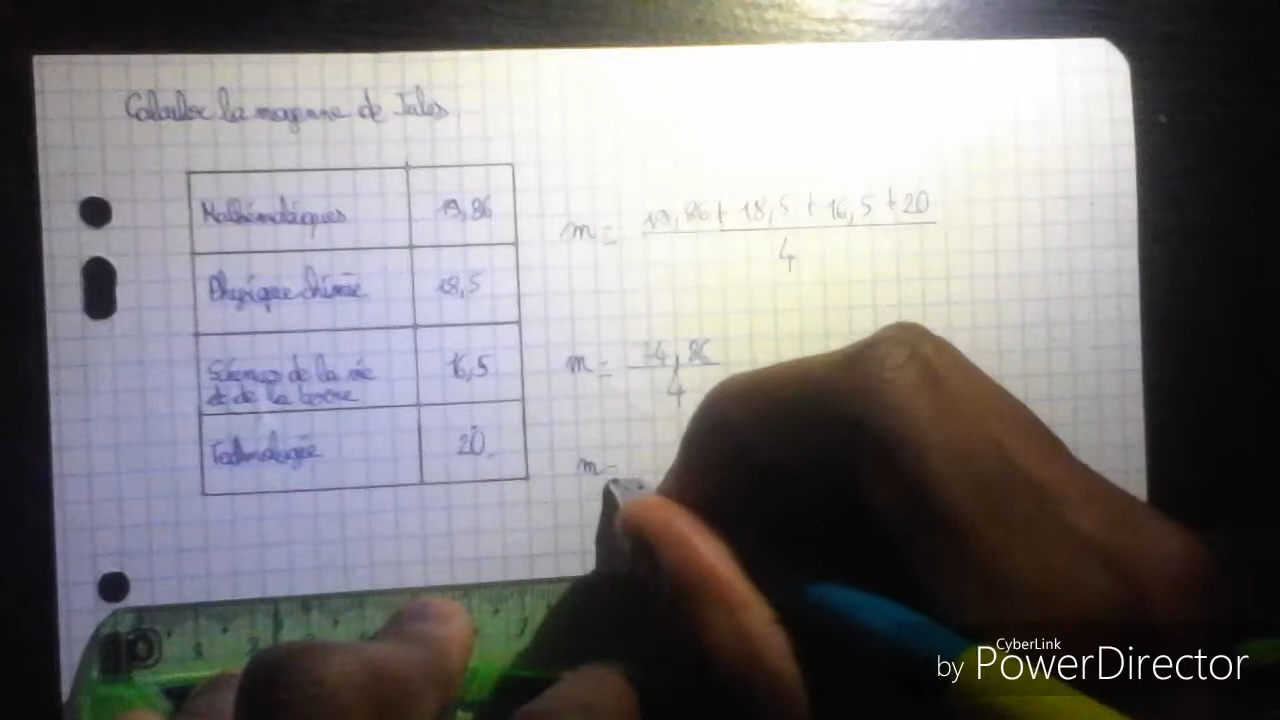 Calculer la moyenne de Jules
Mathématiques 19,86
Physique chimie 18,5
Sciences de la vie
et de la terre 16,5
Technologie 20
m = 19,86 + 18,5 + 16,5 + 20
4
m = 74,86
4
m =
CyberLink
by PowerDirector